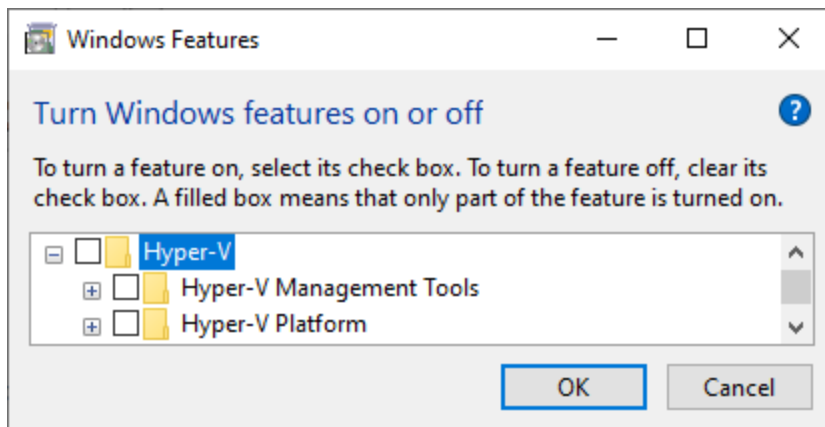 Windows Features
Turn Windows features on or off
To turn a feature on, select its check box. To turn a feature off, clear its
check box. A filled box means that only part of the feature is turned on.
Hyper-V
Hyper-V Management Tools
Hyper-V Platform
OK Cancel